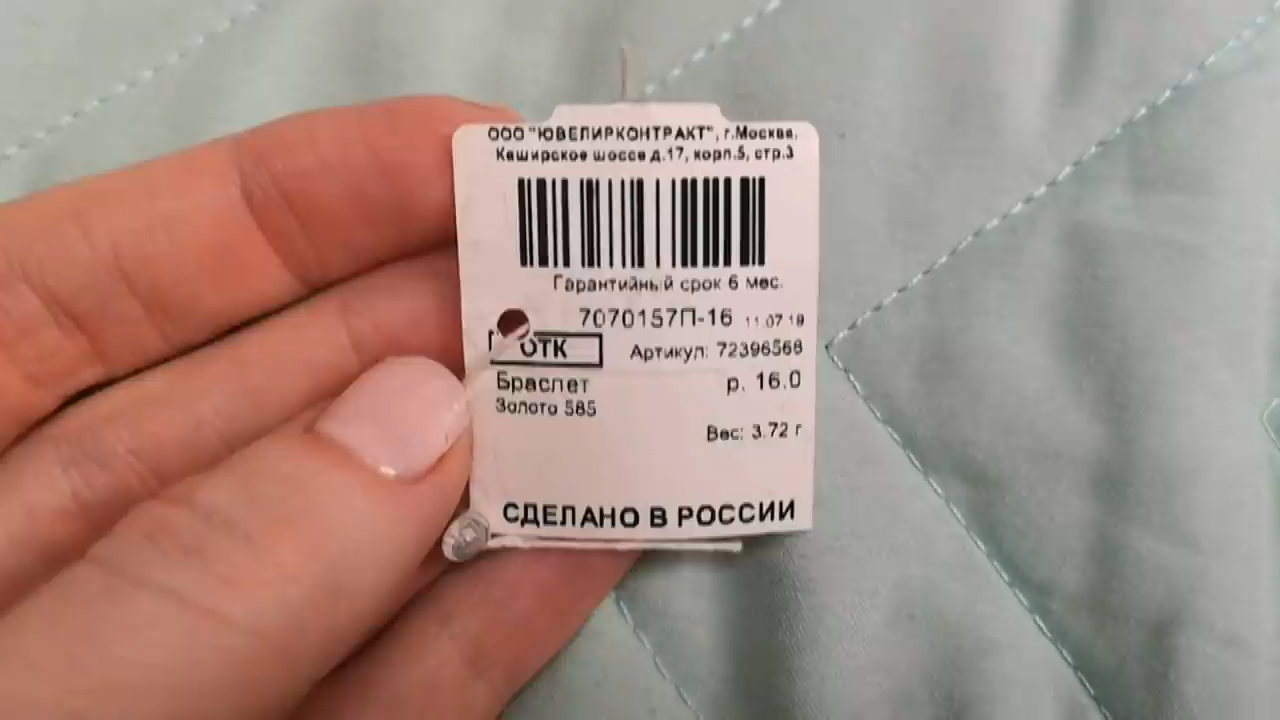 ООО "ЮВЕЛИРКОНТРАКТ", г.Москва,
Каширское шоссе д.17, корп.5, стр.3
Гарантийный срок 6 мес.
7070157П-16 11.07.18
ОТК
Артикул: 72396568
Браслет р. 16.0
Золото 585
Вес: 3.72 г
СДЕЛАНО В РОССИИ